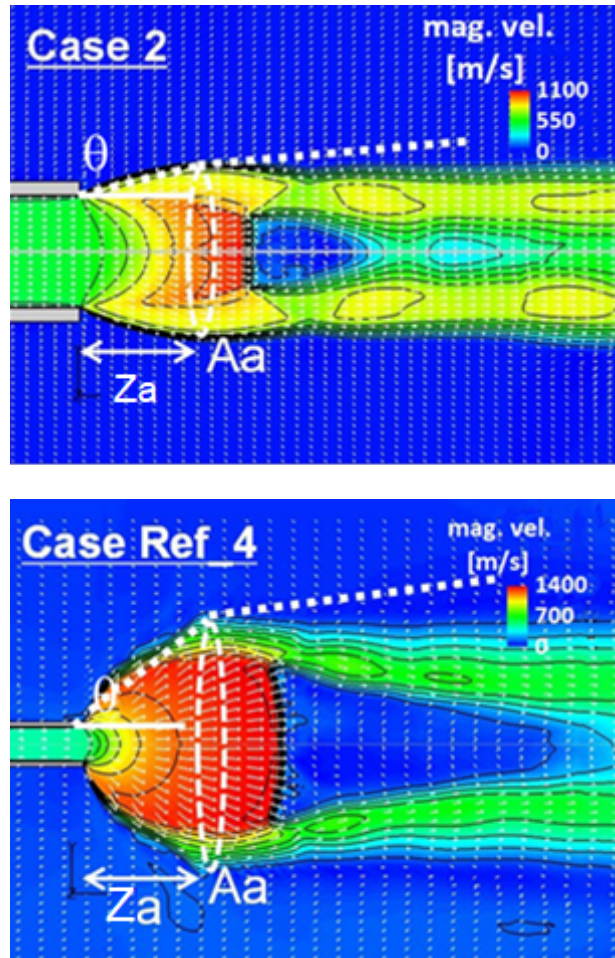 Case 2
mag. vel.
[m/s]
1100
550
0
θ
Aa
Za
Case Ref_4
mag. vel.
[m/s]
1400
700
0
θ
Aa
Za